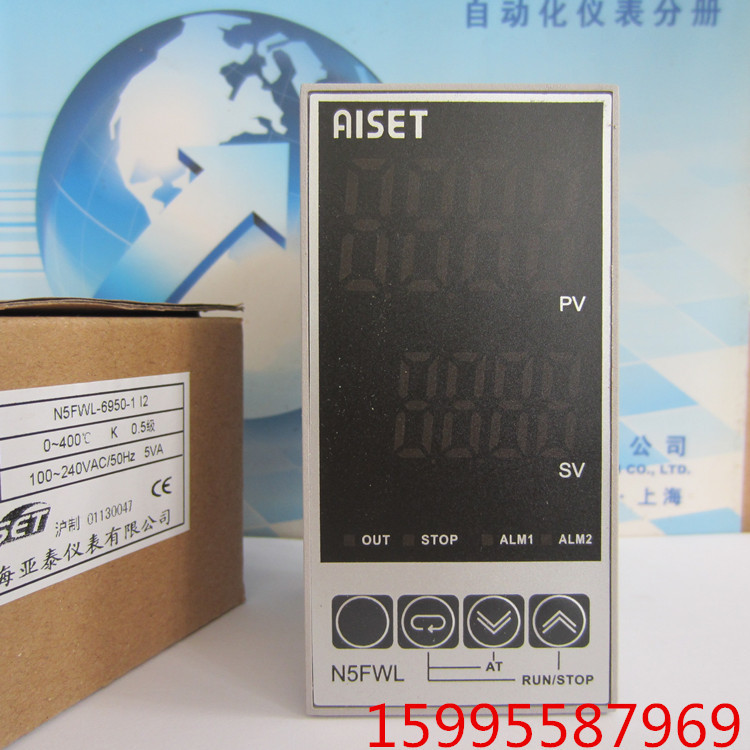 自动化仪表分册
AISET
PV
SV
OUT STOP ALM1 ALM2
N5FWL
AT
RUN/STOP
N5FWL-6950-1 I2
0~400℃ K 0.5级
100~240VAC/50Hz 5VA
SET 沪制 01130047 CE
海亚泰仪表有限公司
公司
CO., LTD.
·上海
15995587969